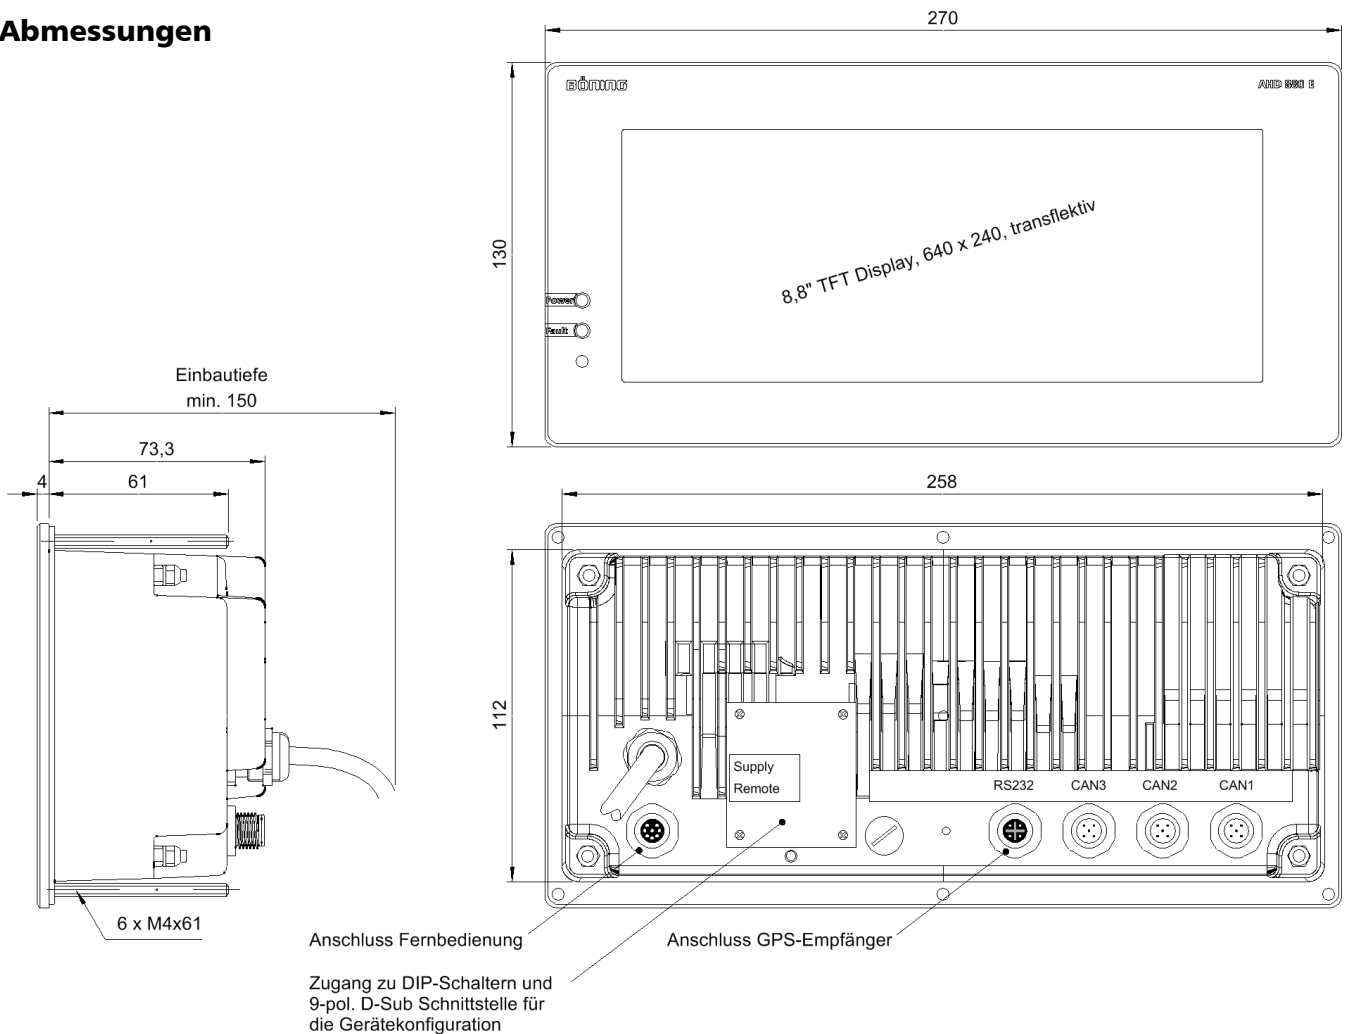 Abmessungen
270
BÖNING
AHD 880 E
130
8,8" TFT Display, 640 x 240, transflektiv
Power
Fault
Einbautiefe
min. 150
73,3
4
61
6 x M4x61
258
112
Supply
Remote
RS232
CAN3
CAN2
CAN1
Anschluss Fernbedienung
Anschluss GPS-Empfänger
Zugang zu DIP-Schaltern und
9-pol. D-Sub Schnittstelle für
die Gerätekonfiguration